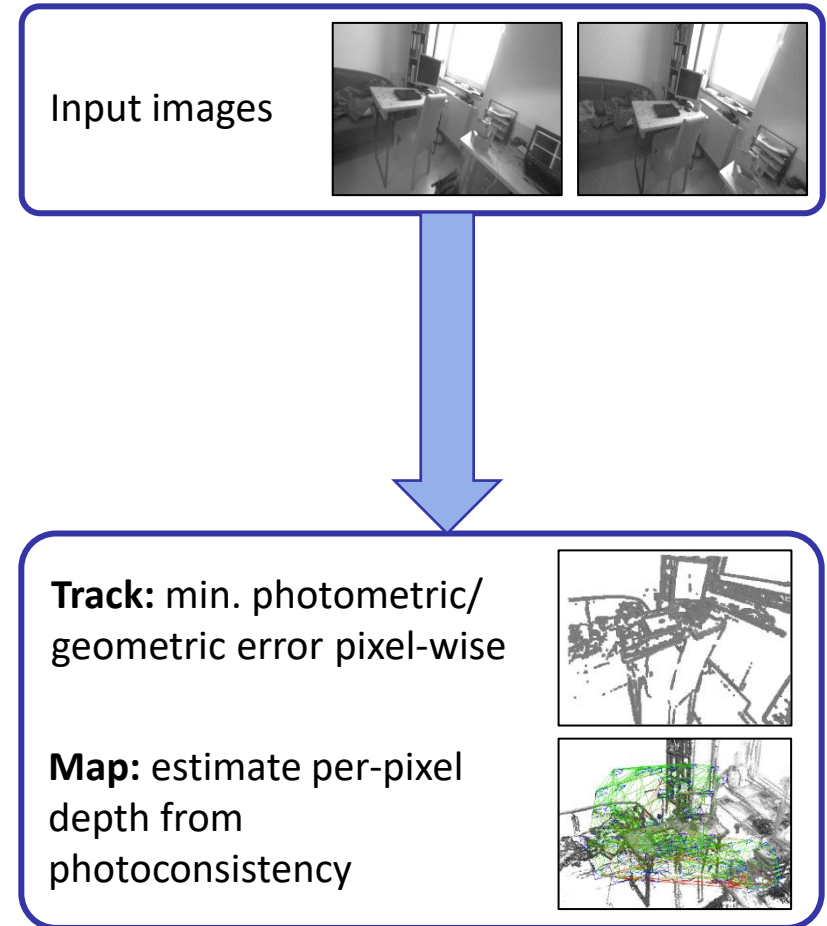 Input images
Track: min. photometric/
geometric error pixel-wise
Map: estimate per-pixel
depth from
photoconsistency